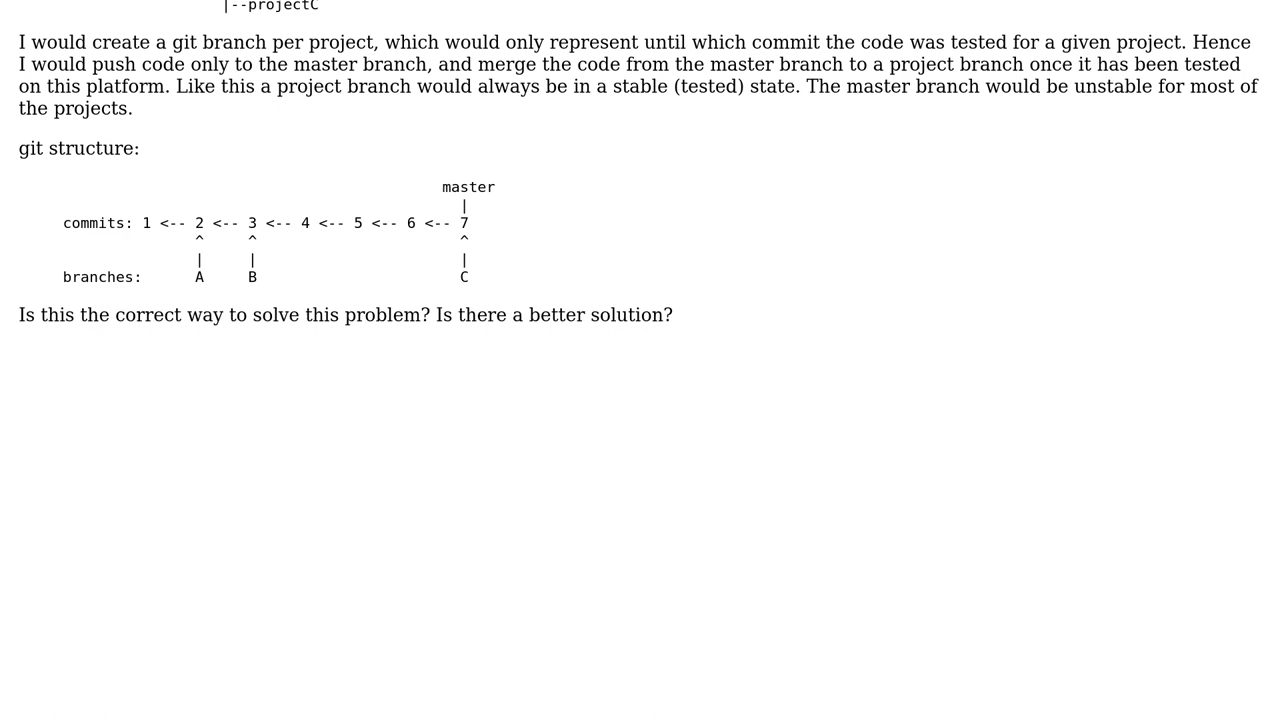 |--projectC
I would create a git branch per project, which would only represent until which commit the code was tested for a given project. Hence
I would push code only to the master branch, and merge the code from the master branch to a project branch once it has been tested
on this platform. Like this a project branch would always be in a stable (tested) state. The master branch would be unstable for most of
the projects.
git structure:
                                           master
                                             |
commits: 1 <-- 2 <-- 3 <-- 4 <-- 5 <-- 6 <-- 7
               ^     ^                       ^
               |     |                       |
branches:      A     B                       C
Is this the correct way to solve this problem? Is there a better solution?